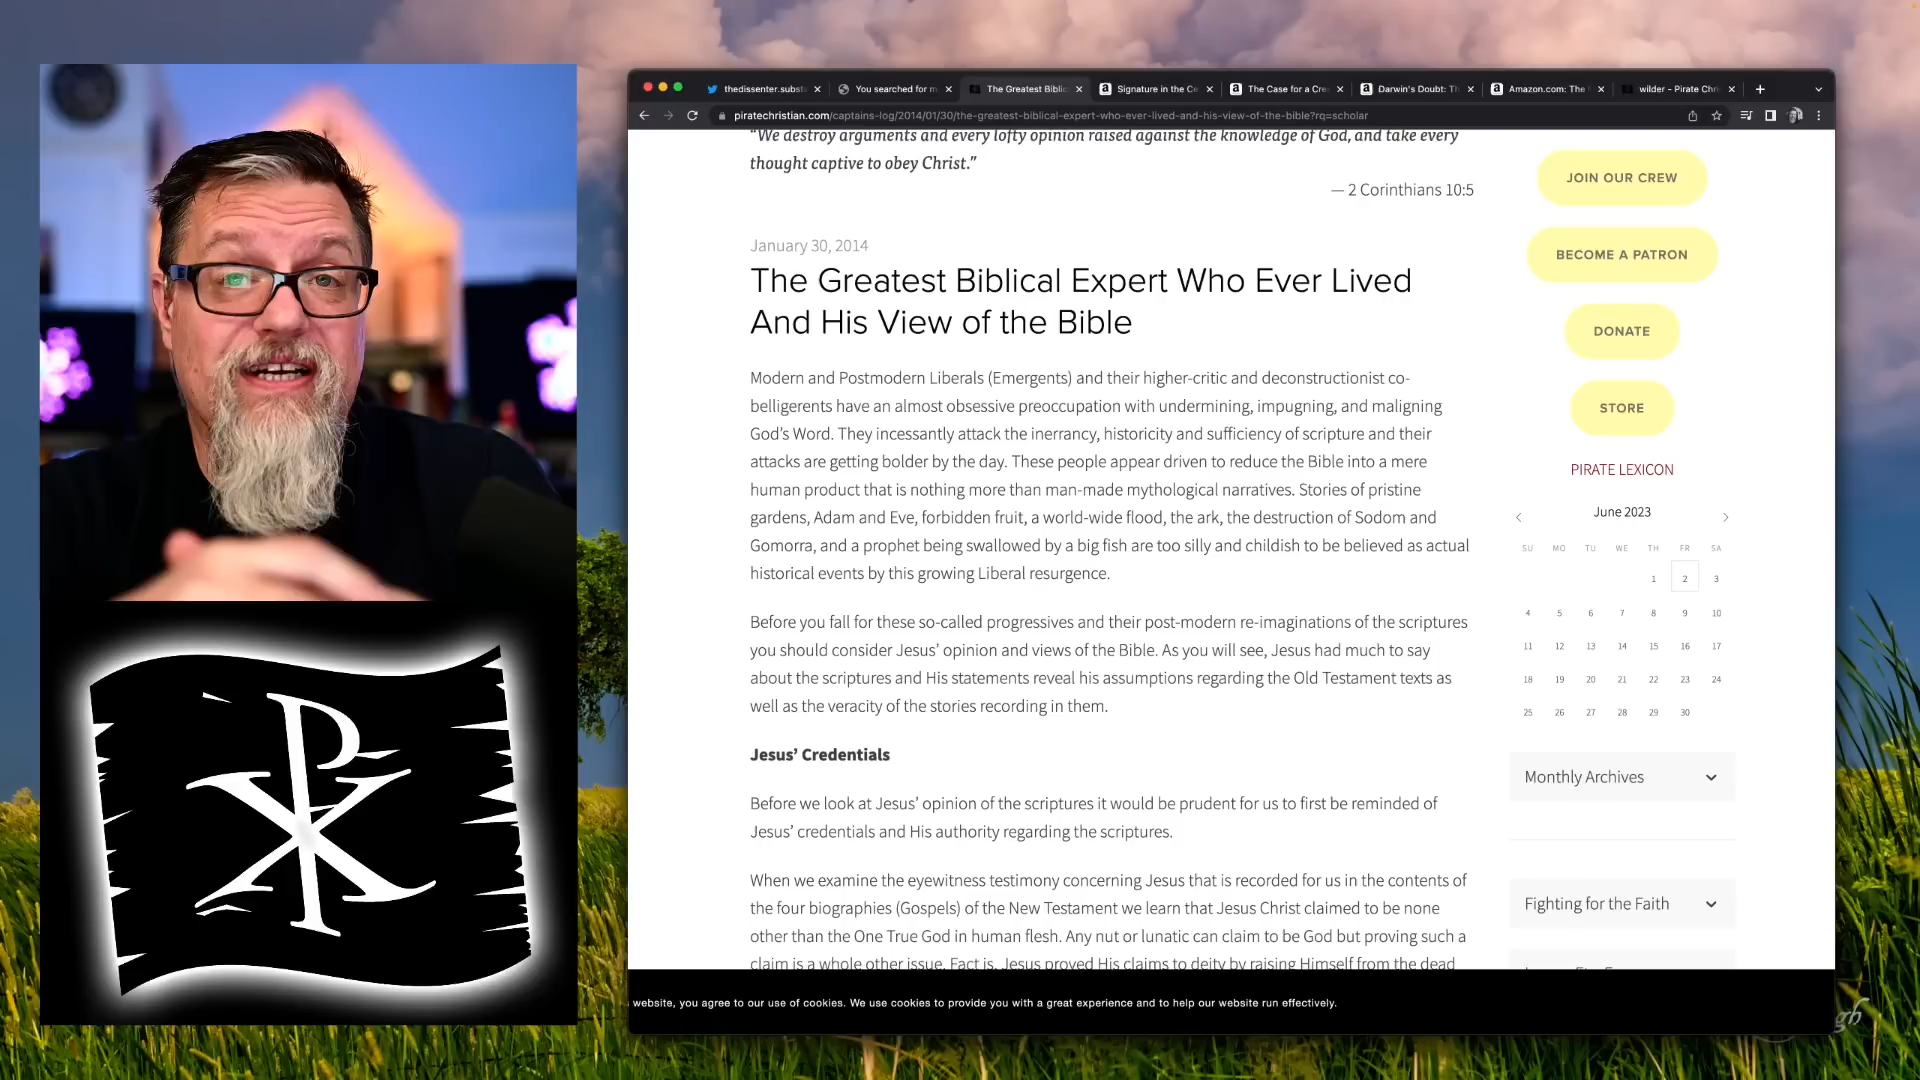 thedissenter.subst
You searched for m
The Greatest Biblic
Signature in the Ce
The Case for a Cre
Darwin's Doubt: Th
Amazon.com: The
wilder - Pirate Chri
piratechristian.com/captains-log/2014/01/30/the-greatest-biblical-expert-who-ever-lived-and-his-view-of-the-bible?rq=scholar
“We destroy arguments and every lofty opinion raised against the knowledge of God, and take every
thought captive to obey Christ.”
— 2 Corinthians 10:5
January 30, 2014
The Greatest Biblical Expert Who Ever Lived
And His View of the Bible
Modern and Postmodern Liberals (Emergents) and their higher-critic and deconstructionist co-
belligerents have an almost obsessive preoccupation with undermining, impugning, and maligning
God’s Word. They incessantly attack the inerrancy, historicity and sufficiency of scripture and their
attacks are getting bolder by the day. These people appear driven to reduce the Bible into a mere
human product that is nothing more than man-made mythological narratives. Stories of pristine
gardens, Adam and Eve, forbidden fruit, a world-wide flood, the ark, the destruction of Sodom and
Gomorra, and a prophet being swallowed by a big fish are too silly and childish to be believed as actual
historical events by this growing Liberal resurgence.
Before you fall for these so-called progressives and their post-modern re-imaginations of the scriptures
you should consider Jesus’ opinion and views of the Bible. As you will see, Jesus had much to say
about the scriptures and His statements reveal his assumptions regarding the Old Testament texts as
well as the veracity of the stories recording in them.
Jesus’ Credentials
Before we look at Jesus’ opinion of the scriptures it would be prudent for us to first be reminded of
Jesus’ credentials and His authority regarding the scriptures.
When we examine the eyewitness testimony concerning Jesus that is recorded for us in the contents of
the four biographies (Gospels) of the New Testament we learn that Jesus Christ claimed to be none
other than the One True God in human flesh. Any nut or lunatic can claim to be God but proving such a
claim is a whole other issue. Fact is, Jesus proved His claims to deity by raising Himself from the dead
JOIN OUR CREW
BECOME A PATRON
DONATE
STORE
PIRATE LEXICON
June 2023
SU MO TU WE TH FR SA
1 2 3
4 5 6 7 8 9 10
11 12 13 14 15 16 17
18 19 20 21 22 23 24
25 26 27 28 29 30
Monthly Archives
Fighting for the Faith
website, you agree to our use of cookies. We use cookies to provide you with a great experience and to help our website run effectively.